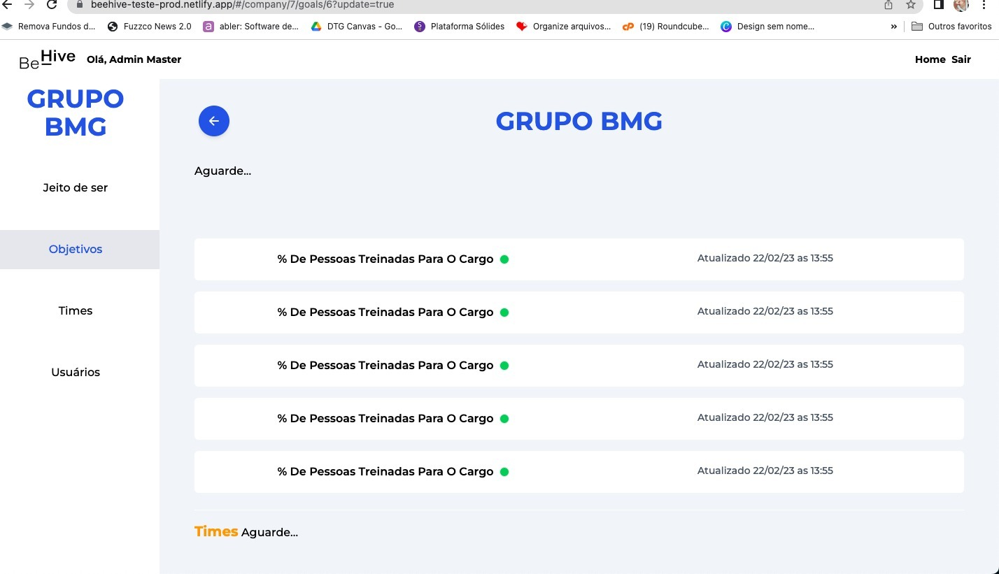 beehive-teste-prod.netlify.app/#/company/7/goals/6?update=true
Remova Fundos d... Fuzzco News 2.0 a abler: Software de... DTG Canvas - Go... S Plataforma Sólides Organize arquivos... cP (19) Roundcube... C Design sem nome... » Outros favoritos
BeHive Olá, Admin Master Home Sair
GRUPO
BMG
GRUPO BMG
Aguarde...
Jeito de ser
Objetivos
Times
Usuários
% De Pessoas Treinadas Para O Cargo Atualizado 22/02/23 as 13:55
% De Pessoas Treinadas Para O Cargo Atualizado 22/02/23 as 13:55
% De Pessoas Treinadas Para O Cargo Atualizado 22/02/23 as 13:55
% De Pessoas Treinadas Para O Cargo Atualizado 22/02/23 as 13:55
% De Pessoas Treinadas Para O Cargo Atualizado 22/02/23 as 13:55
Times Aguarde...